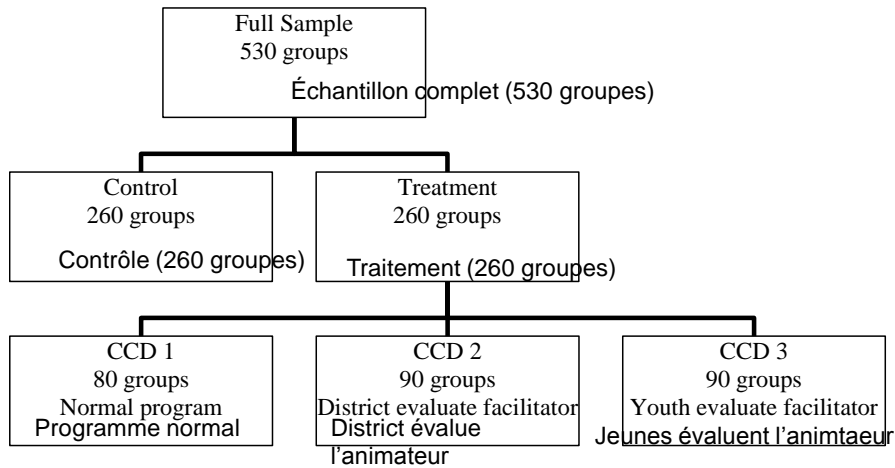 Full Sample
530 groups
Échantillon complet (530 groupes)
Control
260 groups
Contrôle (260 groupes)
Treatment
260 groups
Traitement (260 groupes)
CCD 1
80 groups
Normal program
Programme normal
CCD 2
90 groups
District evaluate facilitator
District évalue
l'animateur
CCD 3
90 groups
Youth evaluate facilitator
Jeunes évaluent l'animtaeur